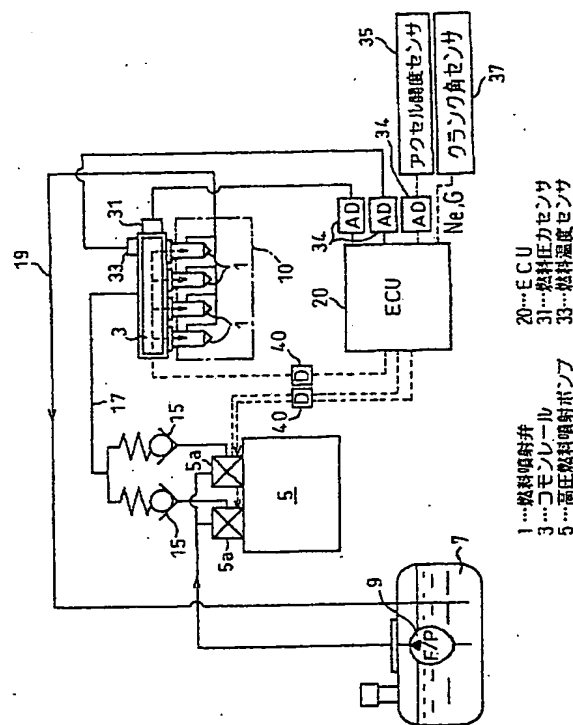 19
33
31
3
17
15
15
5a
5a
5
40
D
D
40
1
1
10
34
AD
AD
AD
34
20
ECU
Ne,G
35
アクセル開度センサ
クランク角センサ
37
9
F/P
7
1…燃料噴射弁
3…コモンレール
5…高圧燃料噴射ポンプ
20…ECU
31…燃料圧力センサ
33…燃料温度センサ